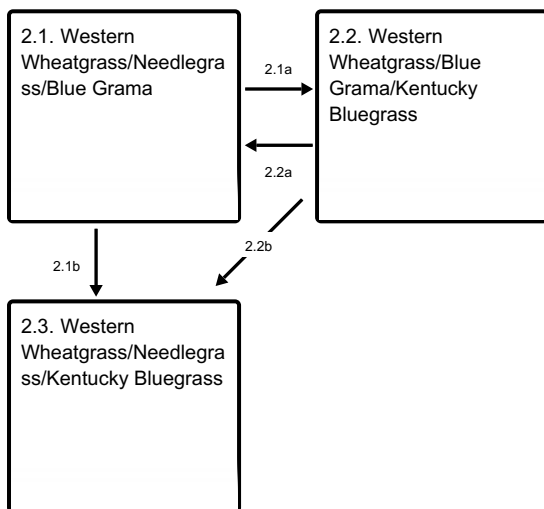 2.1. Western
Wheatgrass/Needlegra
ss/Blue Grama
2.1a
2.2. Western
Wheatgrass/Blue
Grama/Kentucky
Bluegrass
2.2a
2.1b
2.2b
2.3. Western
Wheatgrass/Needlegra
ss/Kentucky Bluegrass